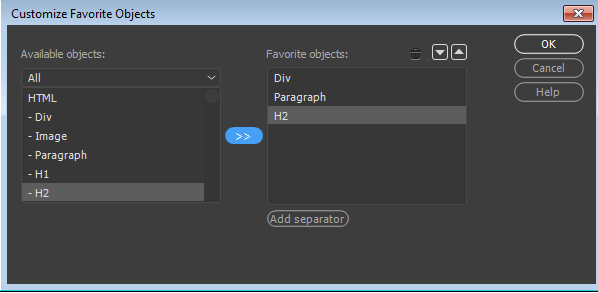 Customize Favorite Objects
Available objects:
All
HTML
- Div
- Image
- Paragraph
- H1
- H2
>>
Favorite objects:
Div
Paragraph
H2
Add separator
OK
Cancel
Help